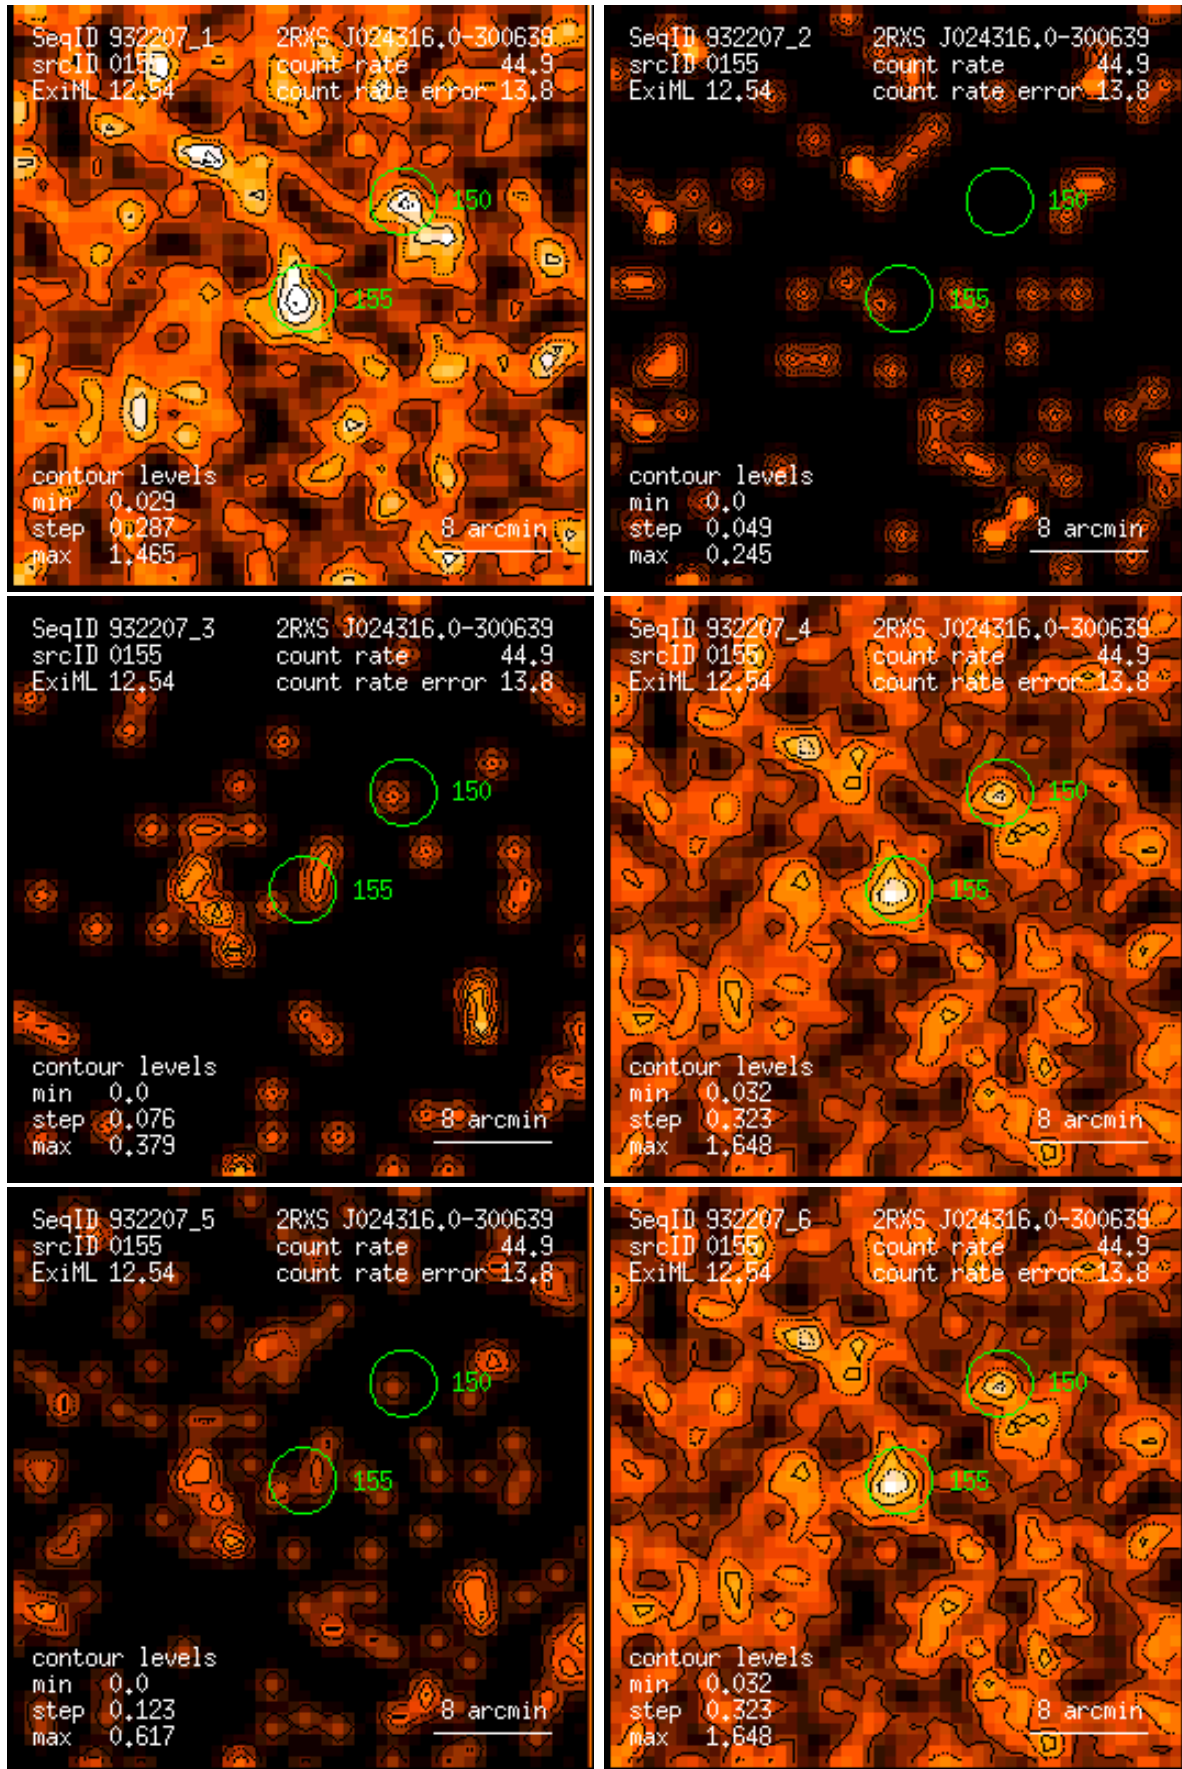 SeqID 932207_1 2RXS J024316.0-300639
srcID 0155 count rate 44.9
ExiML 12.54 count rate error 13.8
150
155
contour levels
min 0.029
step 0.287
max 1.465
8 arcmin
SeqID 932207_2 2RXS J024316.0-300639
srcID 0155 count rate 44.9
ExiML 12.54 count rate error 13.8
150
155
contour levels
min 0.0
step 0.049
max 0.245
8 arcmin
SeqID 932207_3 2RXS J024316.0-300639
srcID 0155 count rate 44.9
ExiML 12.54 count rate error 13.8
150
155
contour levels
min 0.0
step 0.076
max 0.379
8 arcmin
SeqID 932207_4 2RXS J024316.0-300639
srcID 0155 count rate 44.9
ExiML 12.54 count rate error 13.8
150
155
contour levels
min 0.032
step 0.323
max 1.648
8 arcmin
SeqID 932207_5 2RXS J024316.0-300639
srcID 0155 count rate 44.9
ExiML 12.54 count rate error 13.8
150
155
contour levels
min 0.0
step 0.123
max 0.617
8 arcmin
SeqID 932207_6 2RXS J024316.0-300639
srcID 0155 count rate 44.9
ExiML 12.54 count rate error 13.8
150
155
contour levels
min 0.032
step 0.323
max 1.648
8 arcmin